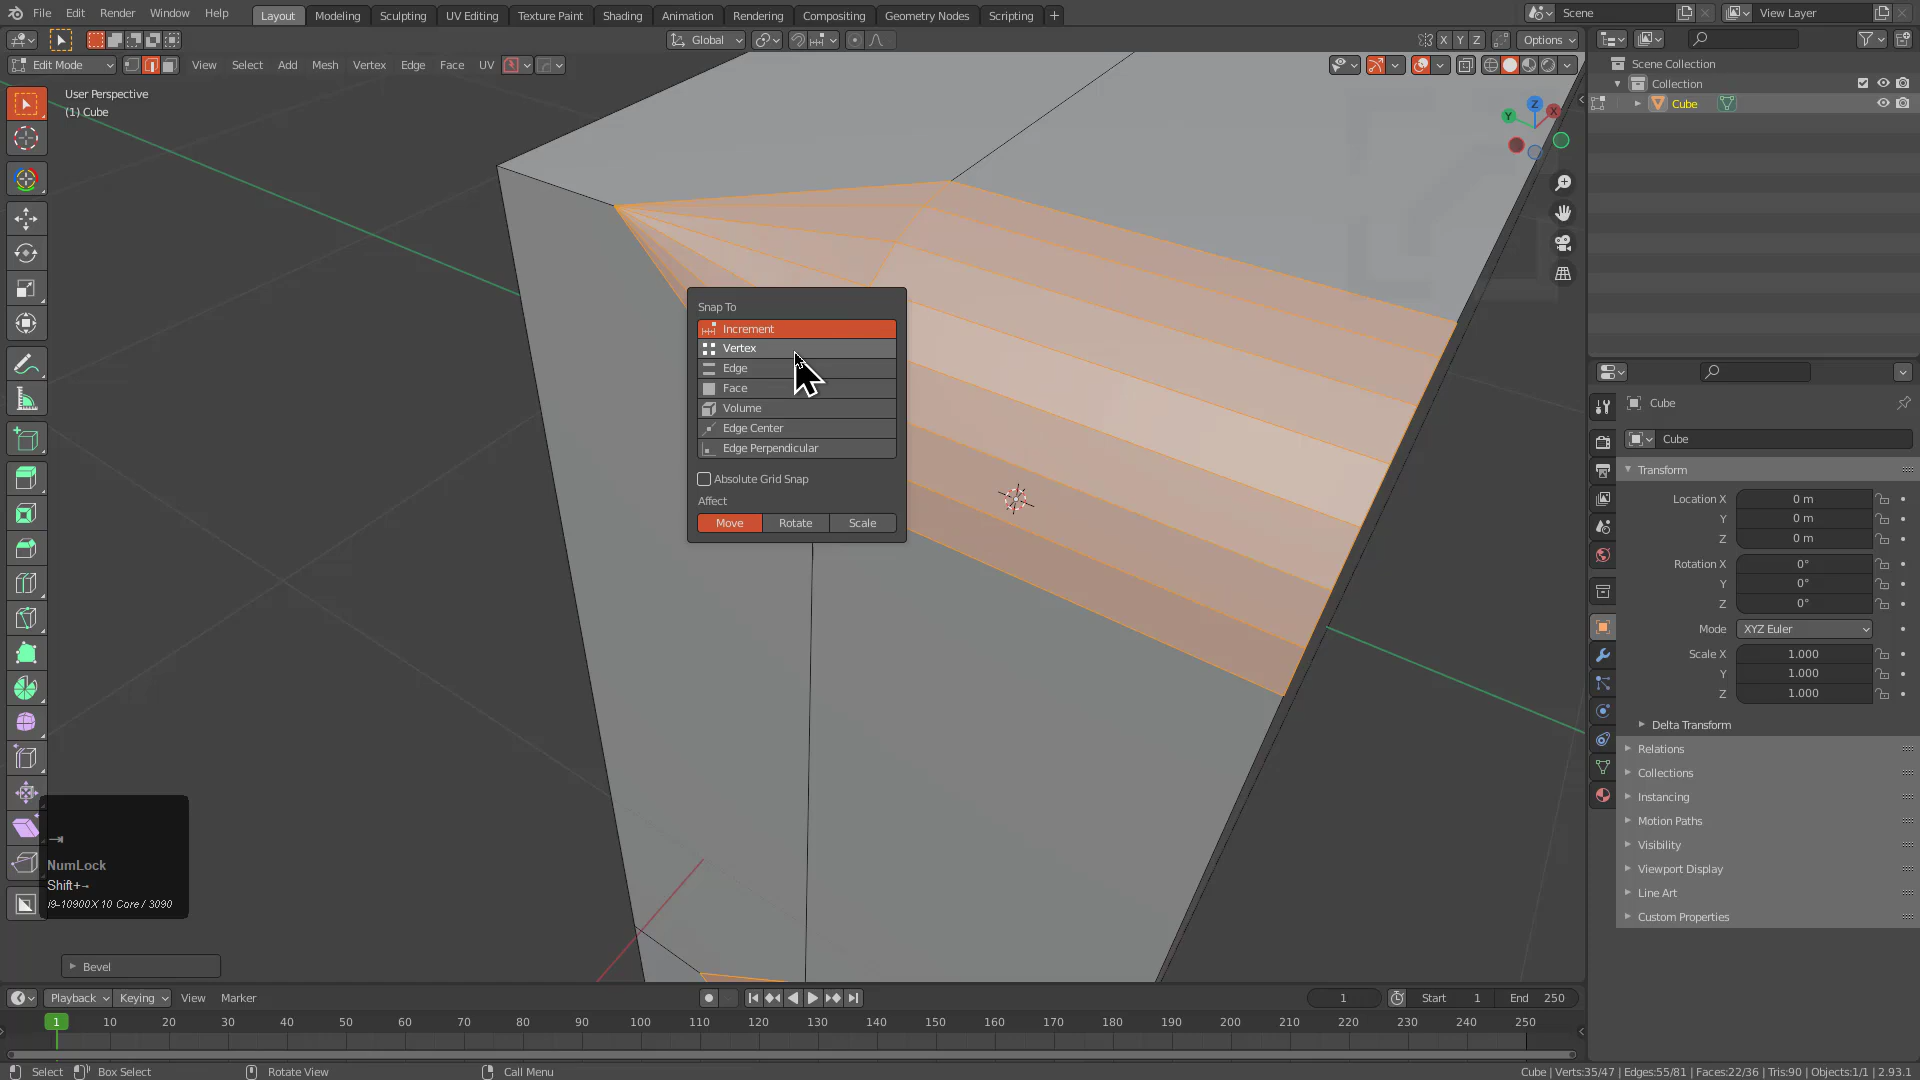 File Edit Render Window Help Layout Modeling Sculpting UV Editing Texture Paint Shading Animation Rendering Compositing Geometry Nodes Scripting + Scene View Layer
Global X Y Z Options
Edit Mode View Select Add Mesh Vertex Edge Face UV
User Perspective
(1) Cube
Z
X
Y
Scene Collection
Collection
Cube
Snap To
Increment
Vertex
Edge
Face
Volume
Edge Center
Edge Perpendicular
Absolute Grid Snap
Affect
Move Rotate Scale
Cube
Cube
Transform
Location X 0 m
Y 0 m
Z 0 m
Rotation X 0°
Y 0°
Z 0°
Mode XYZ Euler
Scale X 1.000
Y 1.000
Z 1.000
Delta Transform
Relations
Collections
Instancing
Motion Paths
Visibility
Viewport Display
Line Art
Custom Properties
NumLock
Shift+
i9-10900X 10 Core / 3090
Bevel
Playback Keying View Marker 1 Start 1 End 250
1 10 20 30 40 50 60 70 80 90 100 110 120 130 140 150 160 170 180 190 200 210 220 230 240 250
Select Box Select Rotate View Call Menu Cube | Verts:35/47 | Edges:55/81 | Faces:22/36 | Tris:90 | Objects:1/1 | 2.93.1